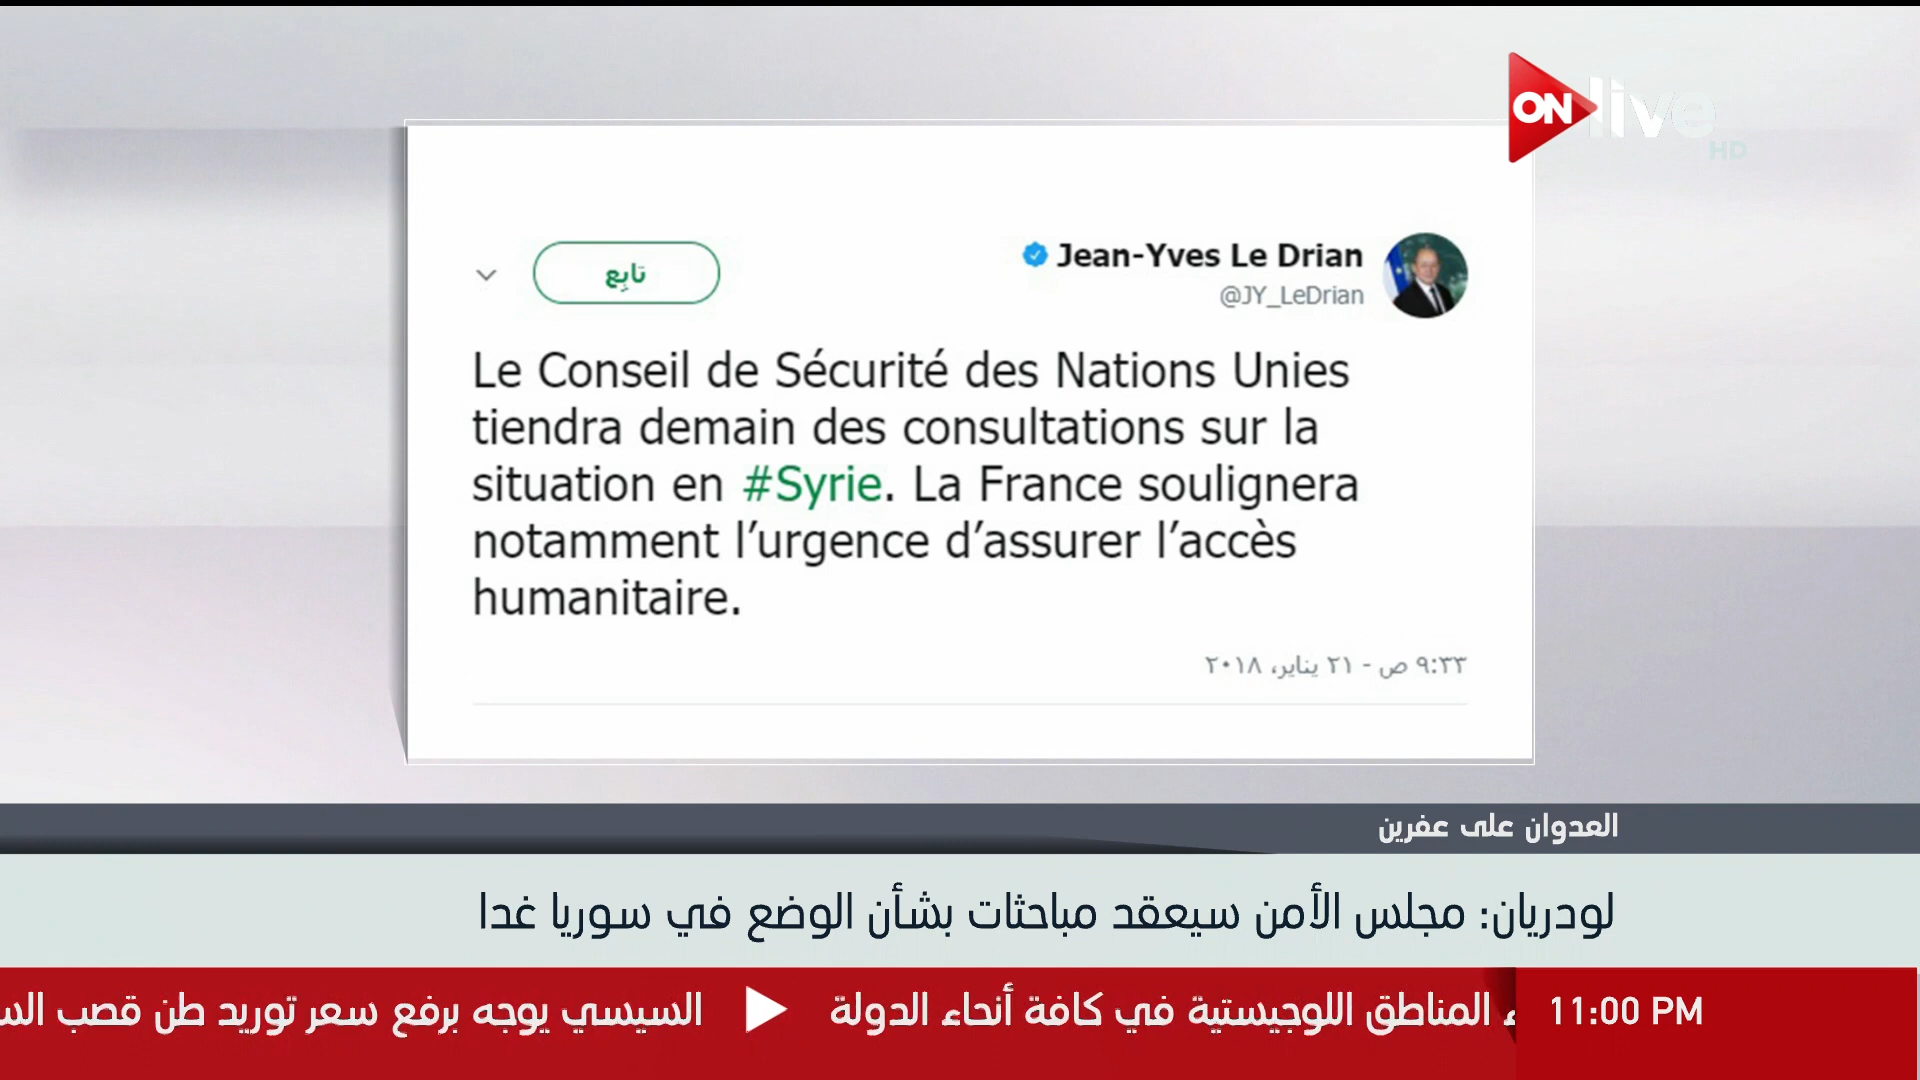 ON live
HD
Jean-Yves Le Drian
@JY_LeDrian
تابِع
Le Conseil de Sécurité des Nations Unies
tiendra demain des consultations sur la
situation en #Syrie. La France soulignera
notamment l’urgence d’assurer l’accès
humanitaire.
٩:٣٣ ص - ٢١ يناير، ٢٠١٨
العدوان على عفرين
لودريان: مجلس الأمن سيعقد مباحثات بشأن الوضع في سوريا غدا
11:00 PM
المناطق اللوجيستية في كافة أنحاء الدولة
السيسي يوجه برفع سعر توريد طن قصب